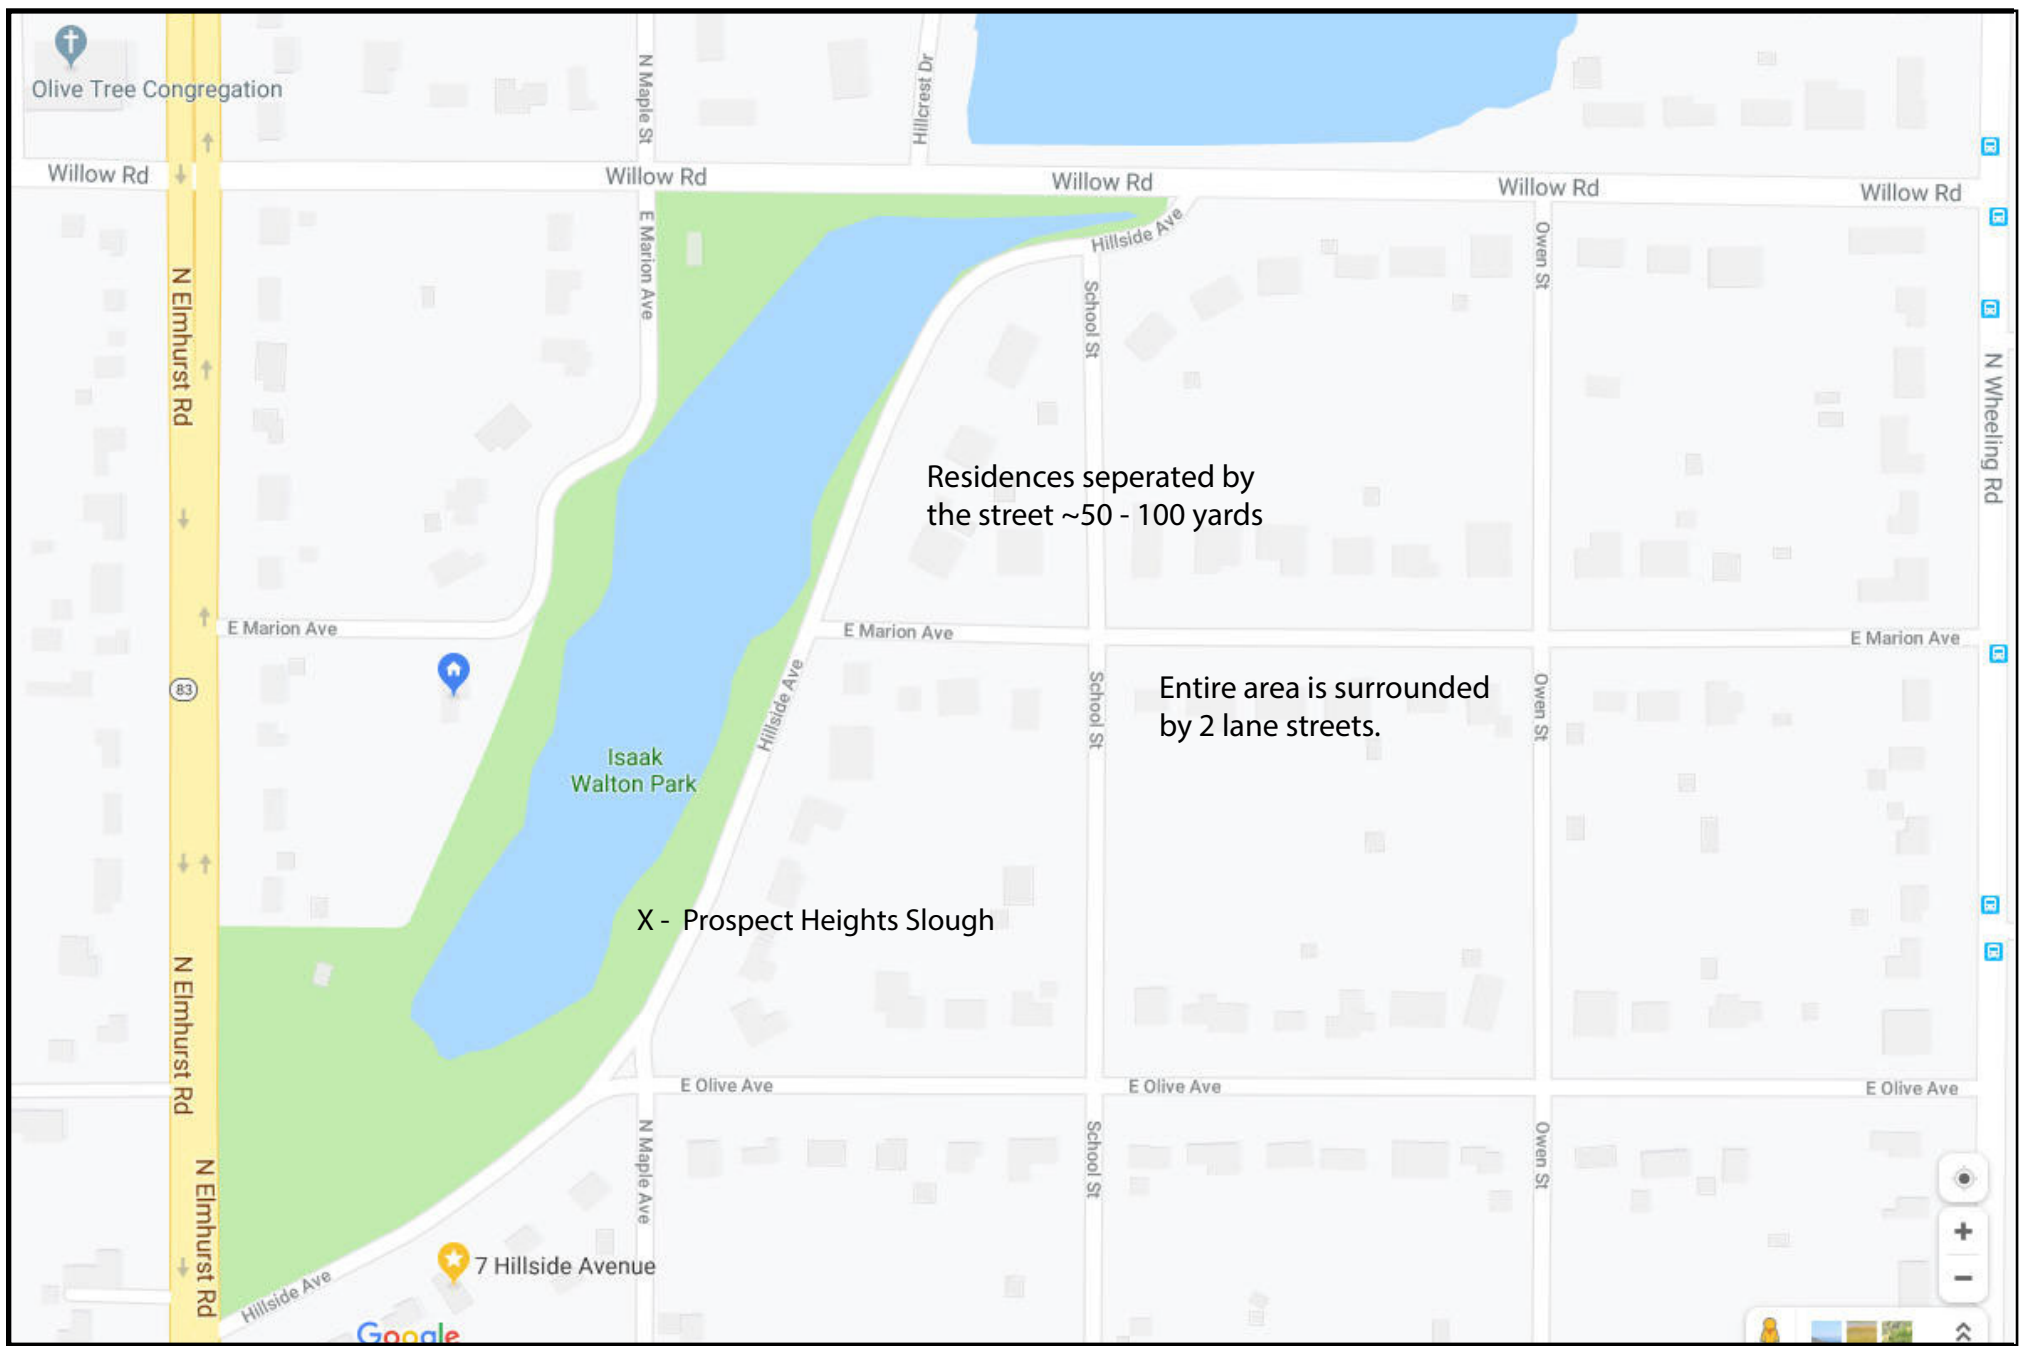 Olive Tree Congregation
N Maple St
Hillcrest Dr
Willow Rd
Willow Rd
Willow Rd
Willow Rd
Willow Rd
N Elmhurst Rd
E Marion Ave
Hillside Ave
School St
Owen St
N Wheeling Rd
Residences seperated by
the street ~50 - 100 yards
E Marion Ave
E Marion Ave
E Marion Ave
83
Hillside Ave
School St
Entire area is surrounded
by 2 lane streets.
Owen St
Isaak
Walton Park
X - Prospect Heights Slough
N Elmhurst Rd
E Olive Ave
E Olive Ave
E Olive Ave
N Elmhurst Rd
N Maple Ave
School St
Owen St
7 Hillside Avenue
Hillside Ave
Google